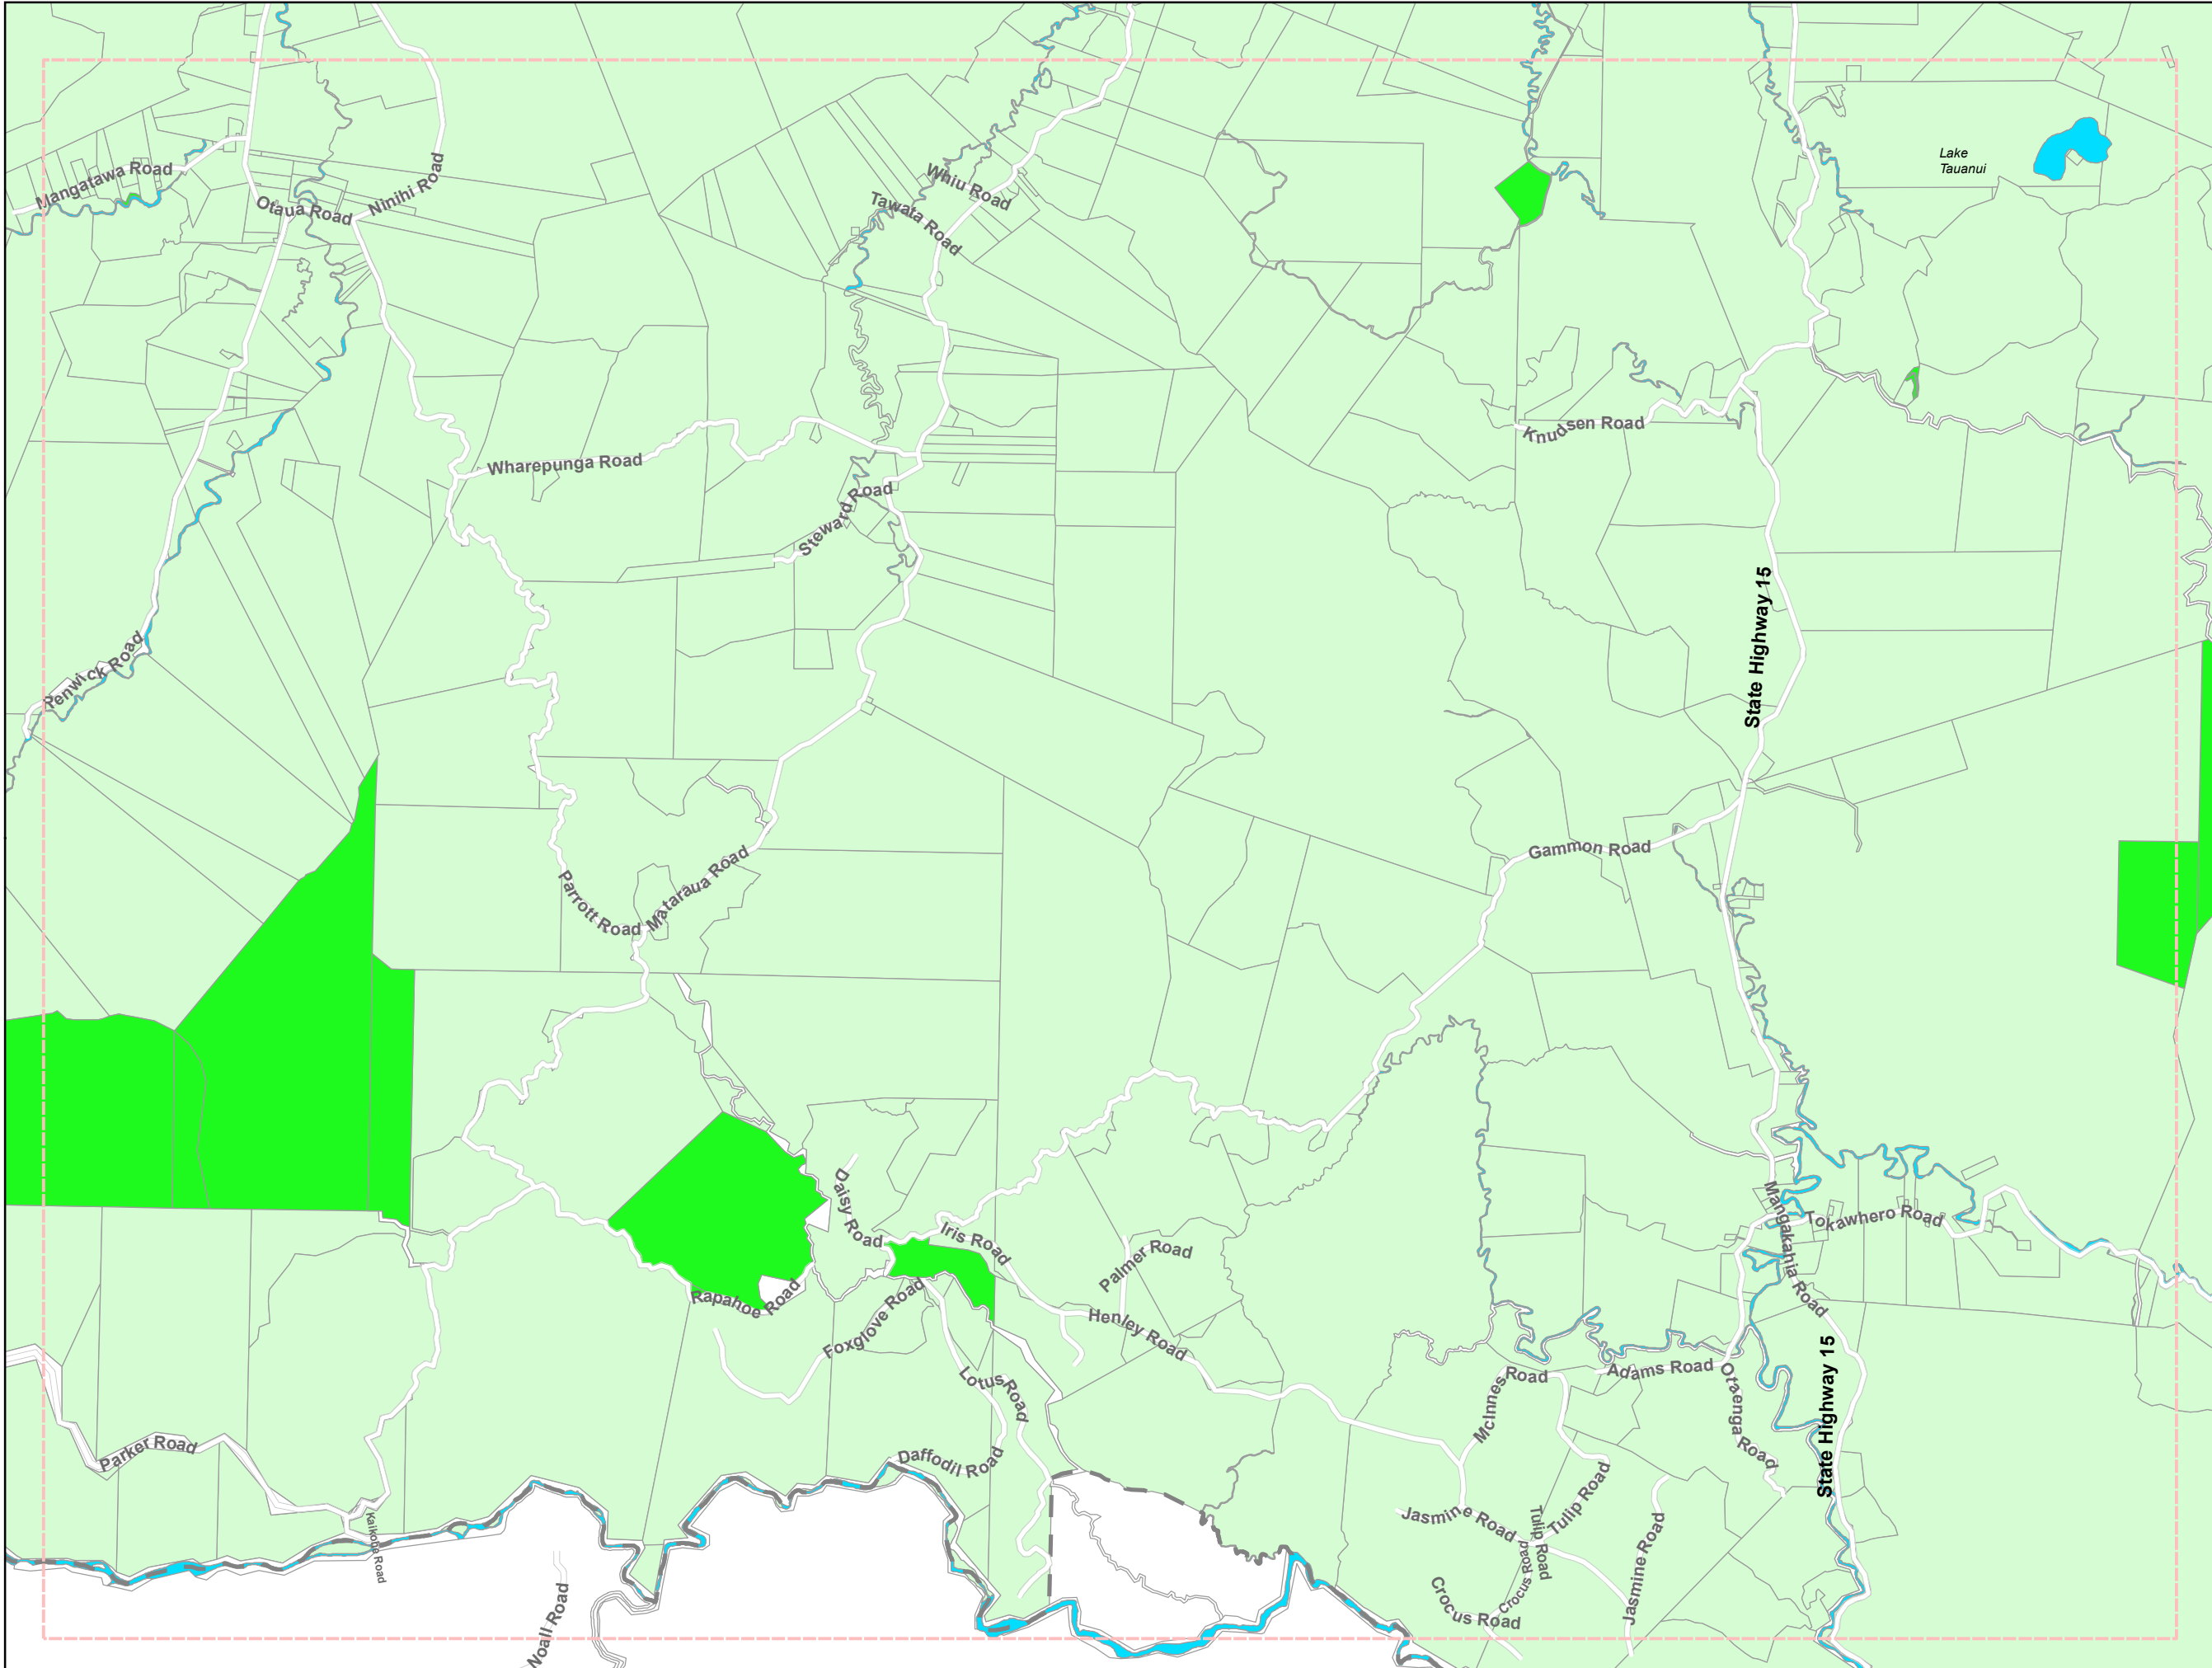 Lake
Tauanui
Mangatawa Road
Otaua Road
Ninihi Road
Whiu Road
Tawata Road
Knudsen Road
Wharepunga Road
Steward Road
State Highway 15
Renwick Road
Gammon Road
Parrott Road
Mataraua Road
Daisy Road
Iris Road
Palmer Road
Mangakahia Road
Tokawhero Road
Rapahoe Road
Foxglove Road
Henley Road
Lotus Road
McInnes Road
Adams Road
Otaenga Road
State Highway 15
Parker Road
Daffodil Road
Kaikohe Road
Jasmine Road
Tulip Road
Tulip Road
Jasmine Road
Crocus Road
Crocus Road
Noall Road